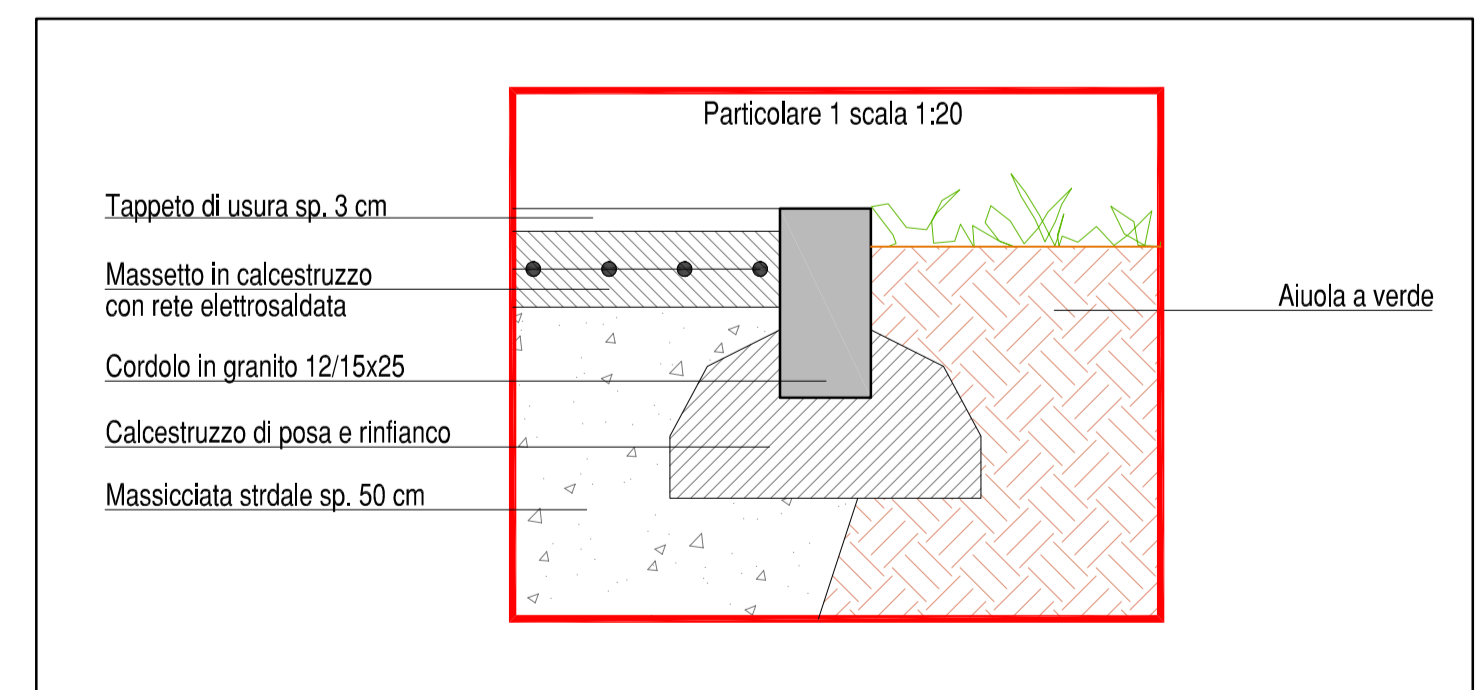 Particolare 1 scala 1:20
Tappeto di usura sp. 3 cm
Massetto in calcestruzzo
con rete elettrosaldata
Aiuola a verde
Cordolo in granito 12/15x25
Calcestruzzo di posa e rinfianco
Massicciata strdale sp. 50 cm